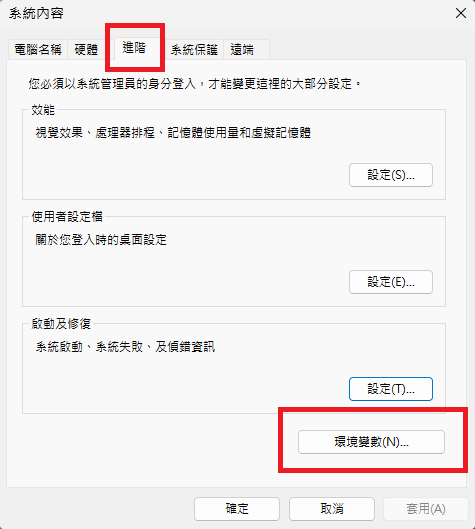 系統內容
電腦名稱 硬體 進階 系統保護 遠端
您必須以系統管理員的身分登入，才能變更這裡的大部分設定。
效能
視覺效果、處理器排程、記憶體使用量和虛擬記憶體
設定(S)...
使用者設定檔
關於您登入時的桌面設定
設定(E)...
啟動及修復
系統啟動、系統失敗、及偵錯資訊
設定(T)...
環境變數(N)...
確定 取消 套用(A)